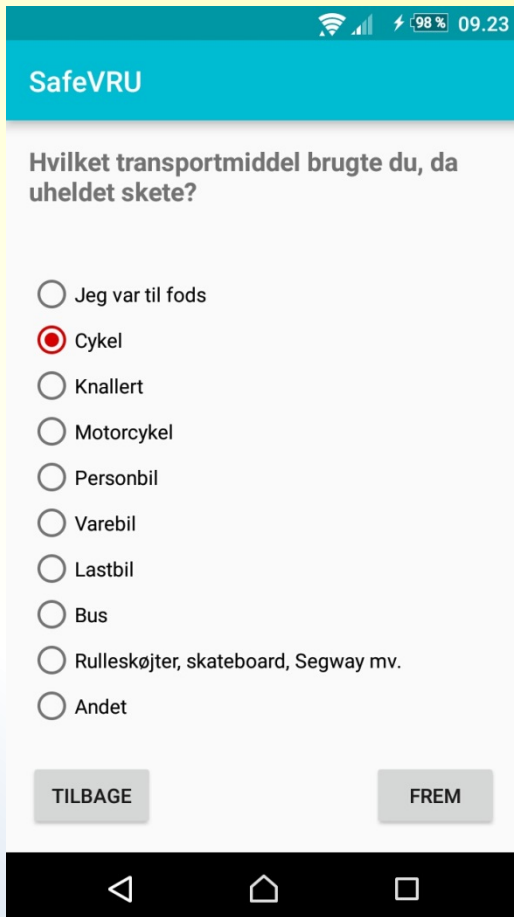 98 % 09.23
SafeVRU
Hvilket transportmiddel brugte du, da
uheldet skete?
Jeg var til fods
Cykel
Knallert
Motorcykel
Personbil
Varebil
Lastbil
Bus
Rulleskøjter, skateboard, Segway mv.
Andet
TILBAGE FREM